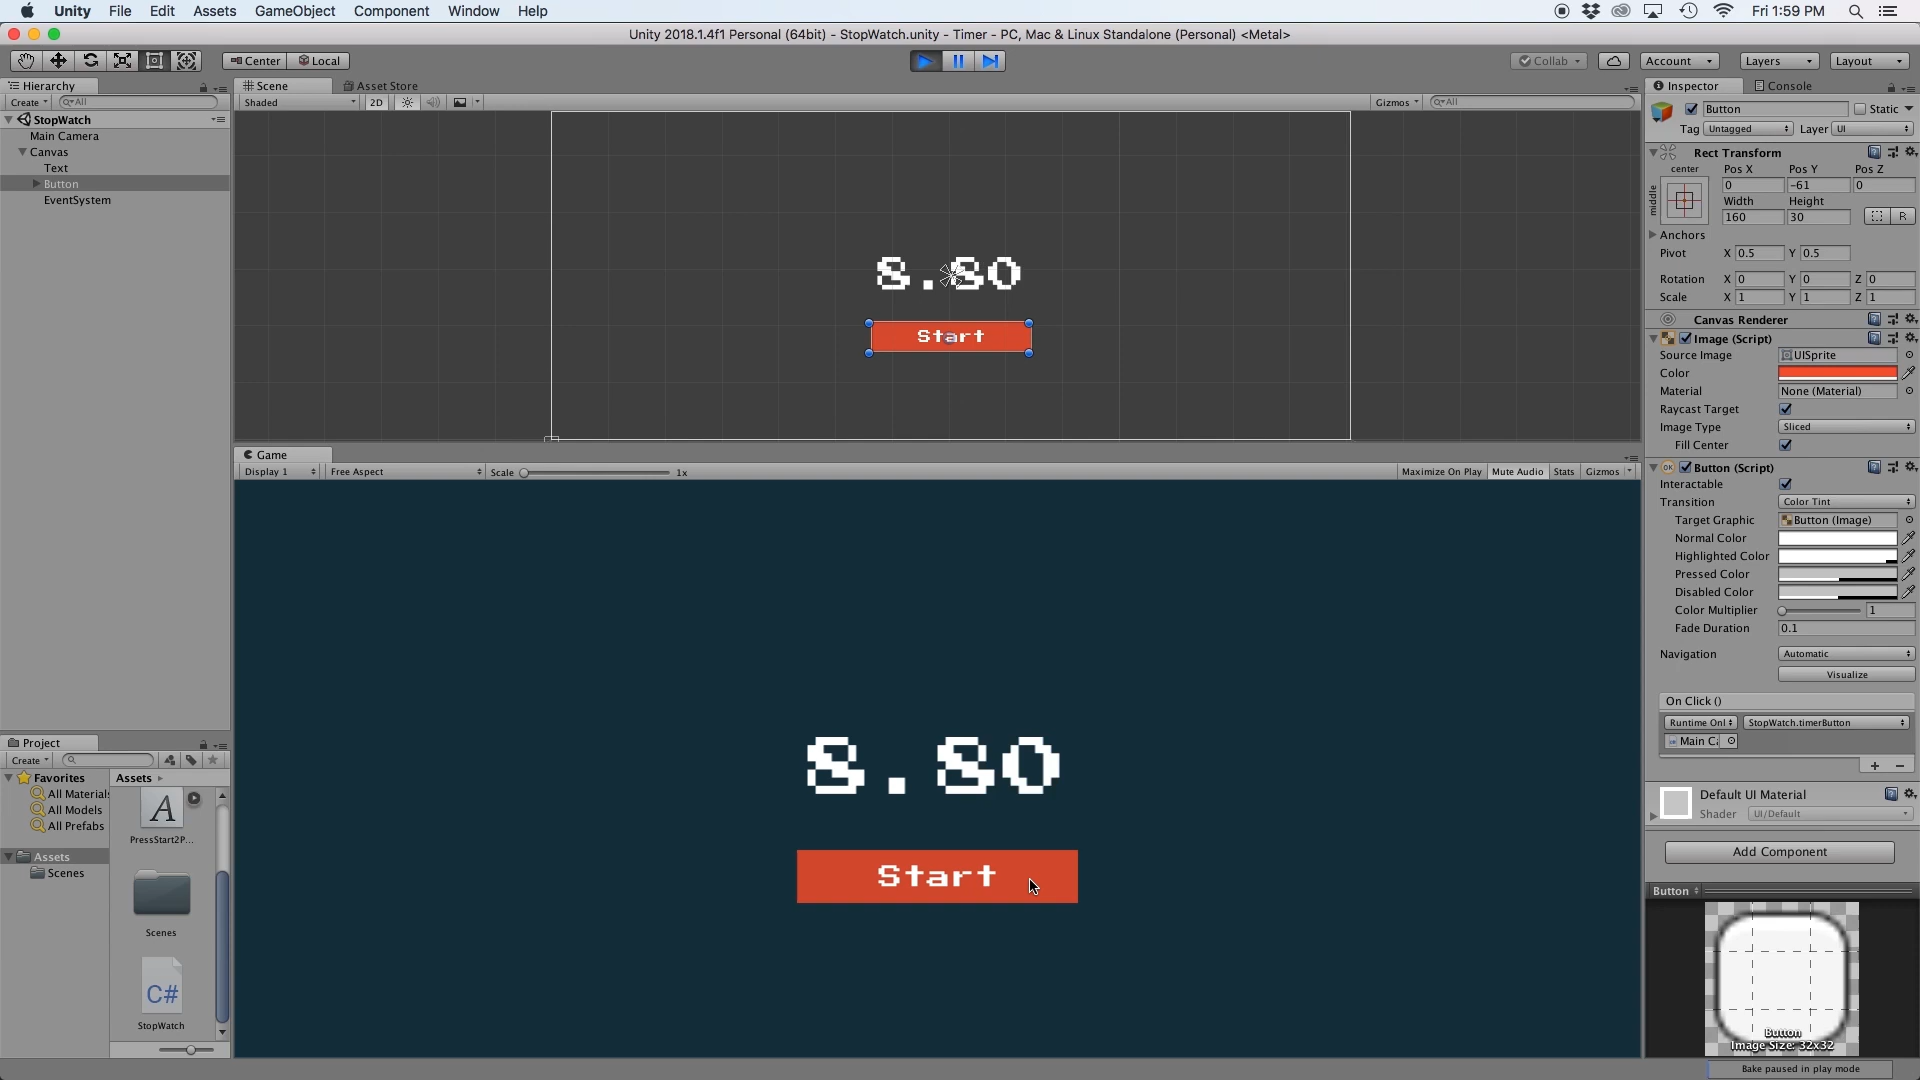 Unity File Edit Assets GameObject Component Window Help Fri 1:59 PM
Unity 2018.1.4f1 Personal (64bit) - StopWatch.unity - Timer - PC, Mac & Linux Standalone (Personal) <Metal>
Center Local Collab Account Layers Layout
Hierarchy
Create All
StopWatch
Main Camera
Canvas
Text
Button
EventSystem
Scene Asset Store
Shaded 2D Gizmos All
8.80
Start
Game
Display 1 Free Aspect Scale 1x Maximize On Play Mute Audio Stats Gizmos
8.80
Start
Project
Create
Favorites
All Materials
All Models
All Prefabs
Assets
Scenes
Assets
PressStart2P...
Scenes
C#
StopWatch
Inspector Console
Button Static
Tag Untagged Layer UI
Rect Transform
center Pos X Pos Y Pos Z
middle
0 -61 0
Width Height
160 30 R
Anchors
Pivot X 0.5 Y 0.5
Rotation X 0 Y 0 Z 0
Scale X 1 Y 1 Z 1
Canvas Renderer
Image (Script)
Source Image UISprite
Color
Material None (Material)
Raycast Target
Image Type Sliced
Fill Center
Button (Script)
Interactable
Transition Color Tint
Target Graphic Button (Image)
Normal Color
Highlighted Color
Pressed Color
Disabled Color
Color Multiplier 1
Fade Duration 0.1
Navigation Automatic
Visualize
On Click ()
Runtime Onl StopWatch.timerButton
Main Ca
+ −
Default UI Material
Shader UI/Default
Add Component
Button
Button
Image Size: 32x32
Bake paused in play mode